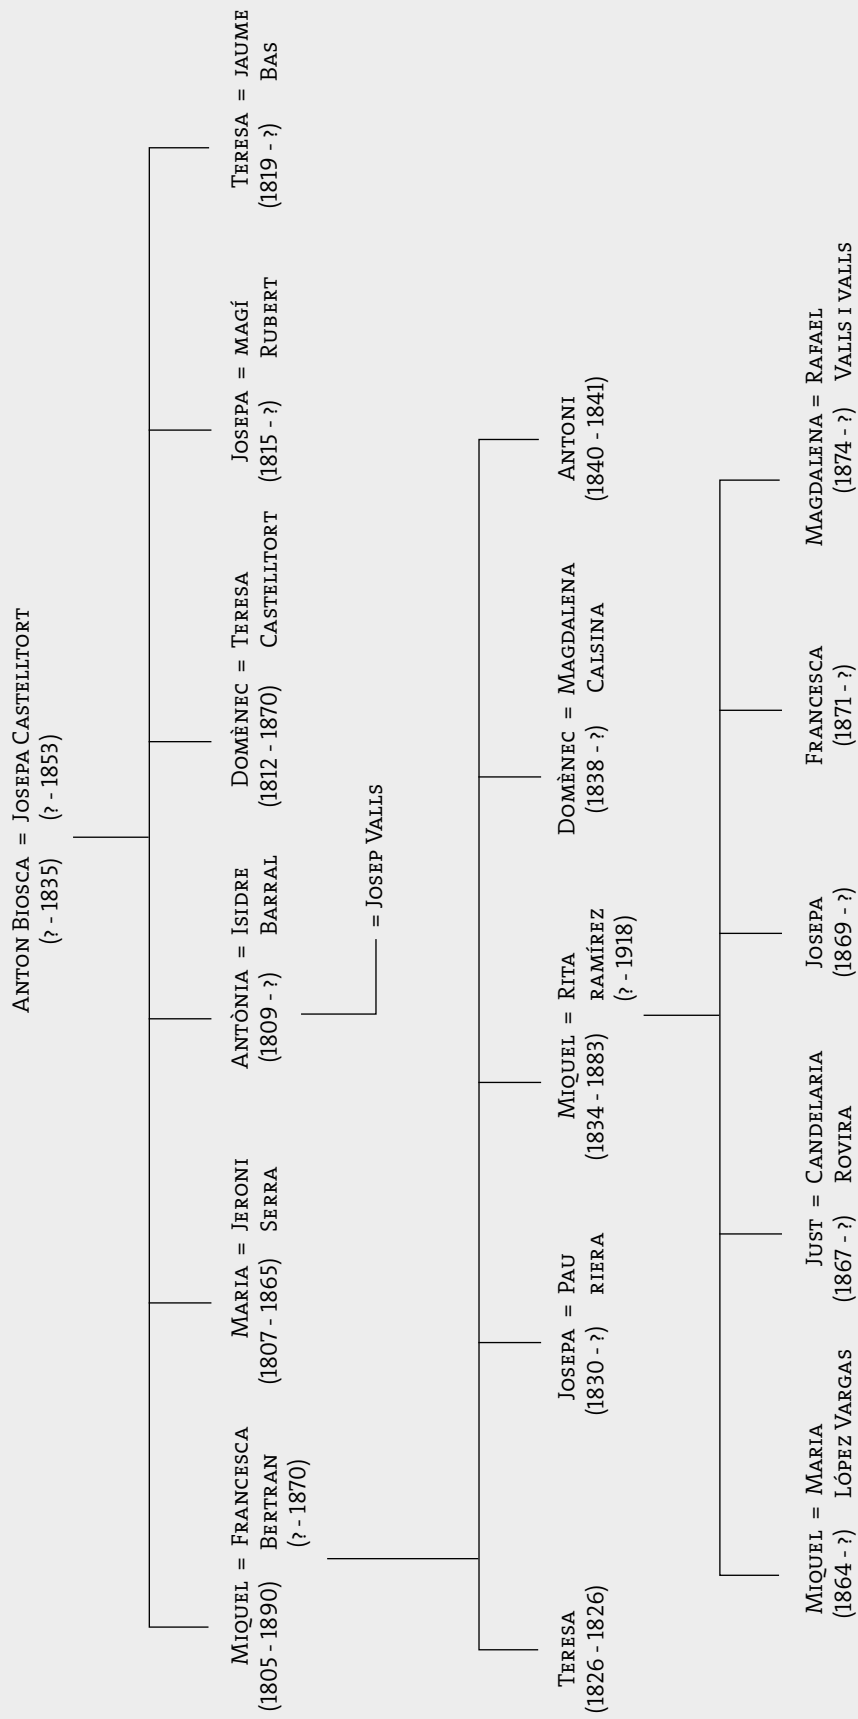 Anton Biosca = Josepa Castelltort
(? - 1835) (? - 1853)
Miquel = Francesca
(1805 - 1890) Bertran
(? - 1870)
Maria = Jeroni
(1807 - 1865) Serra
Antònia = Isidre
(1809 - ?) Barral
= Josep Valls
Domènec = Teresa
(1812 - 1870) Castelltort
Josepa = magí
(1815 - ?) Rubert
Teresa = jaume
(1819 - ?) Bas
Teresa
(1826 - 1826)
Josepa = Pau
(1830 - ?) riera
Miquel = Rita
(1834 - 1883) ramírez
(? - 1918)
Domènec = Magdalena
(1838 - ?) Calsina
Antoni
(1840 - 1841)
Miquel = Maria
(1864 - ?) López Vargas
Just = Candelaria
(1867 - ?) Rovira
Josepa
(1869 - ?)
Francesca
(1871 - ?)
Magdalena = Rafael
(1874 - ?) Valls i valls